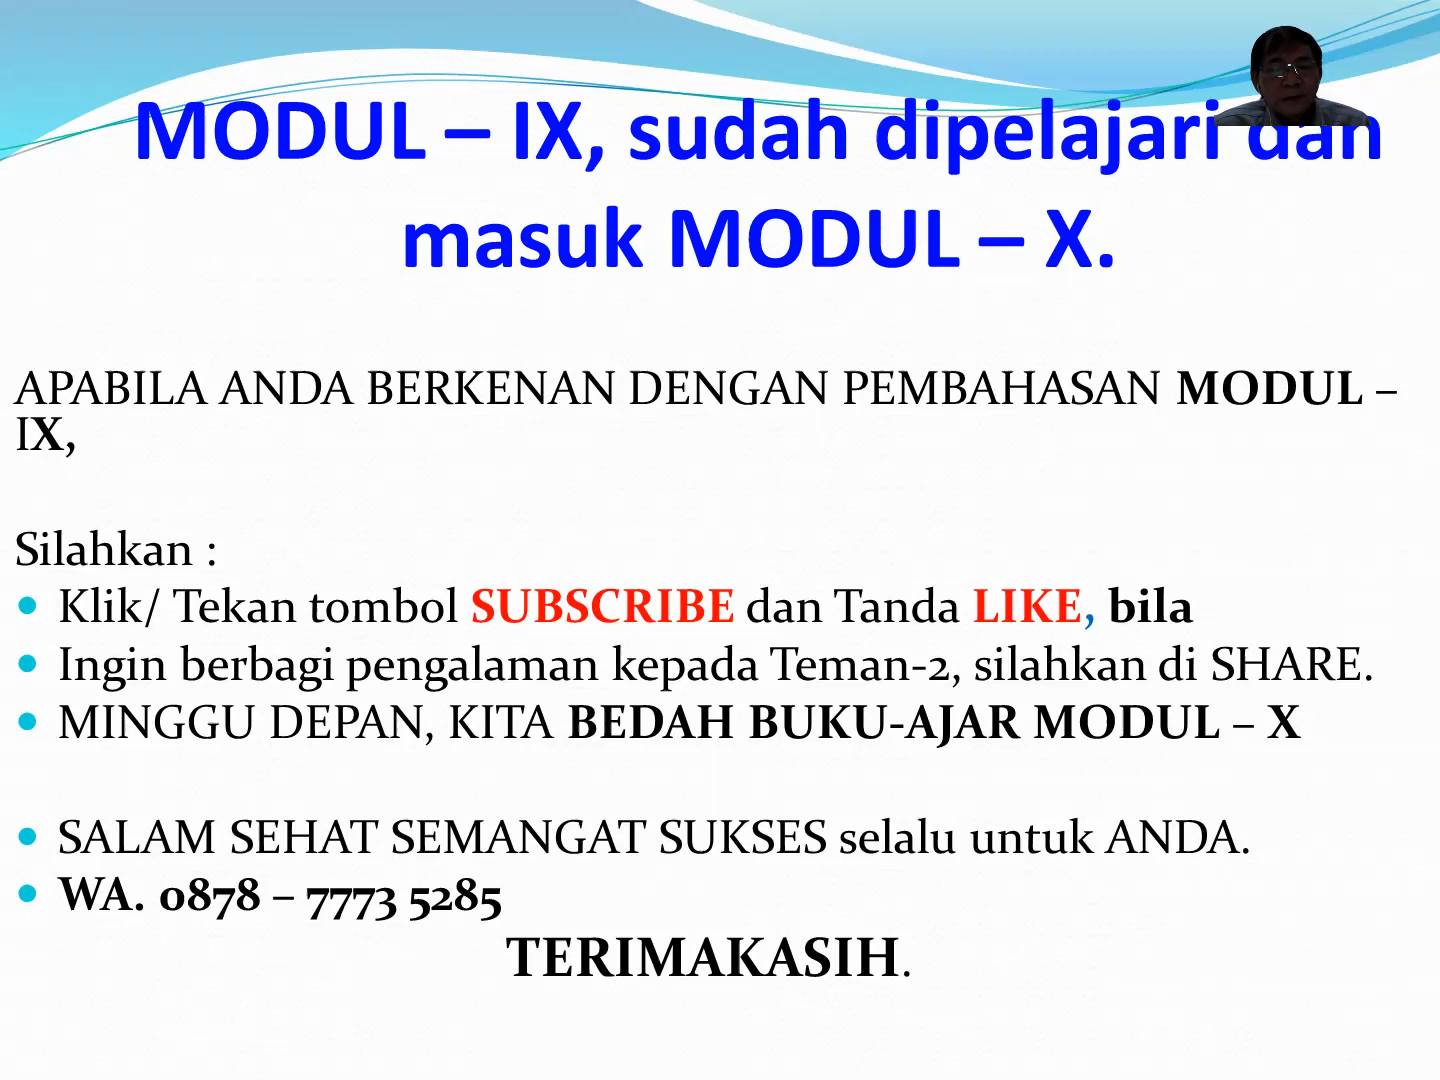 MODUL – IX, sudah dipelajari dan
masuk MODUL – X.
APABILA ANDA BERKENAN DENGAN PEMBAHASAN MODUL –
IX,
Silahkan :
• Klik/ Tekan tombol SUBSCRIBE dan Tanda LIKE, bila
• Ingin berbagi pengalaman kepada Teman-2, silahkan di SHARE.
• MINGGU DEPAN, KITA BEDAH BUKU-AJAR MODUL – X
• SALAM SEHAT SEMANGAT SUKSES selalu untuk ANDA.
• WA. 0878 – 7773 5285
TERIMAKASIH.